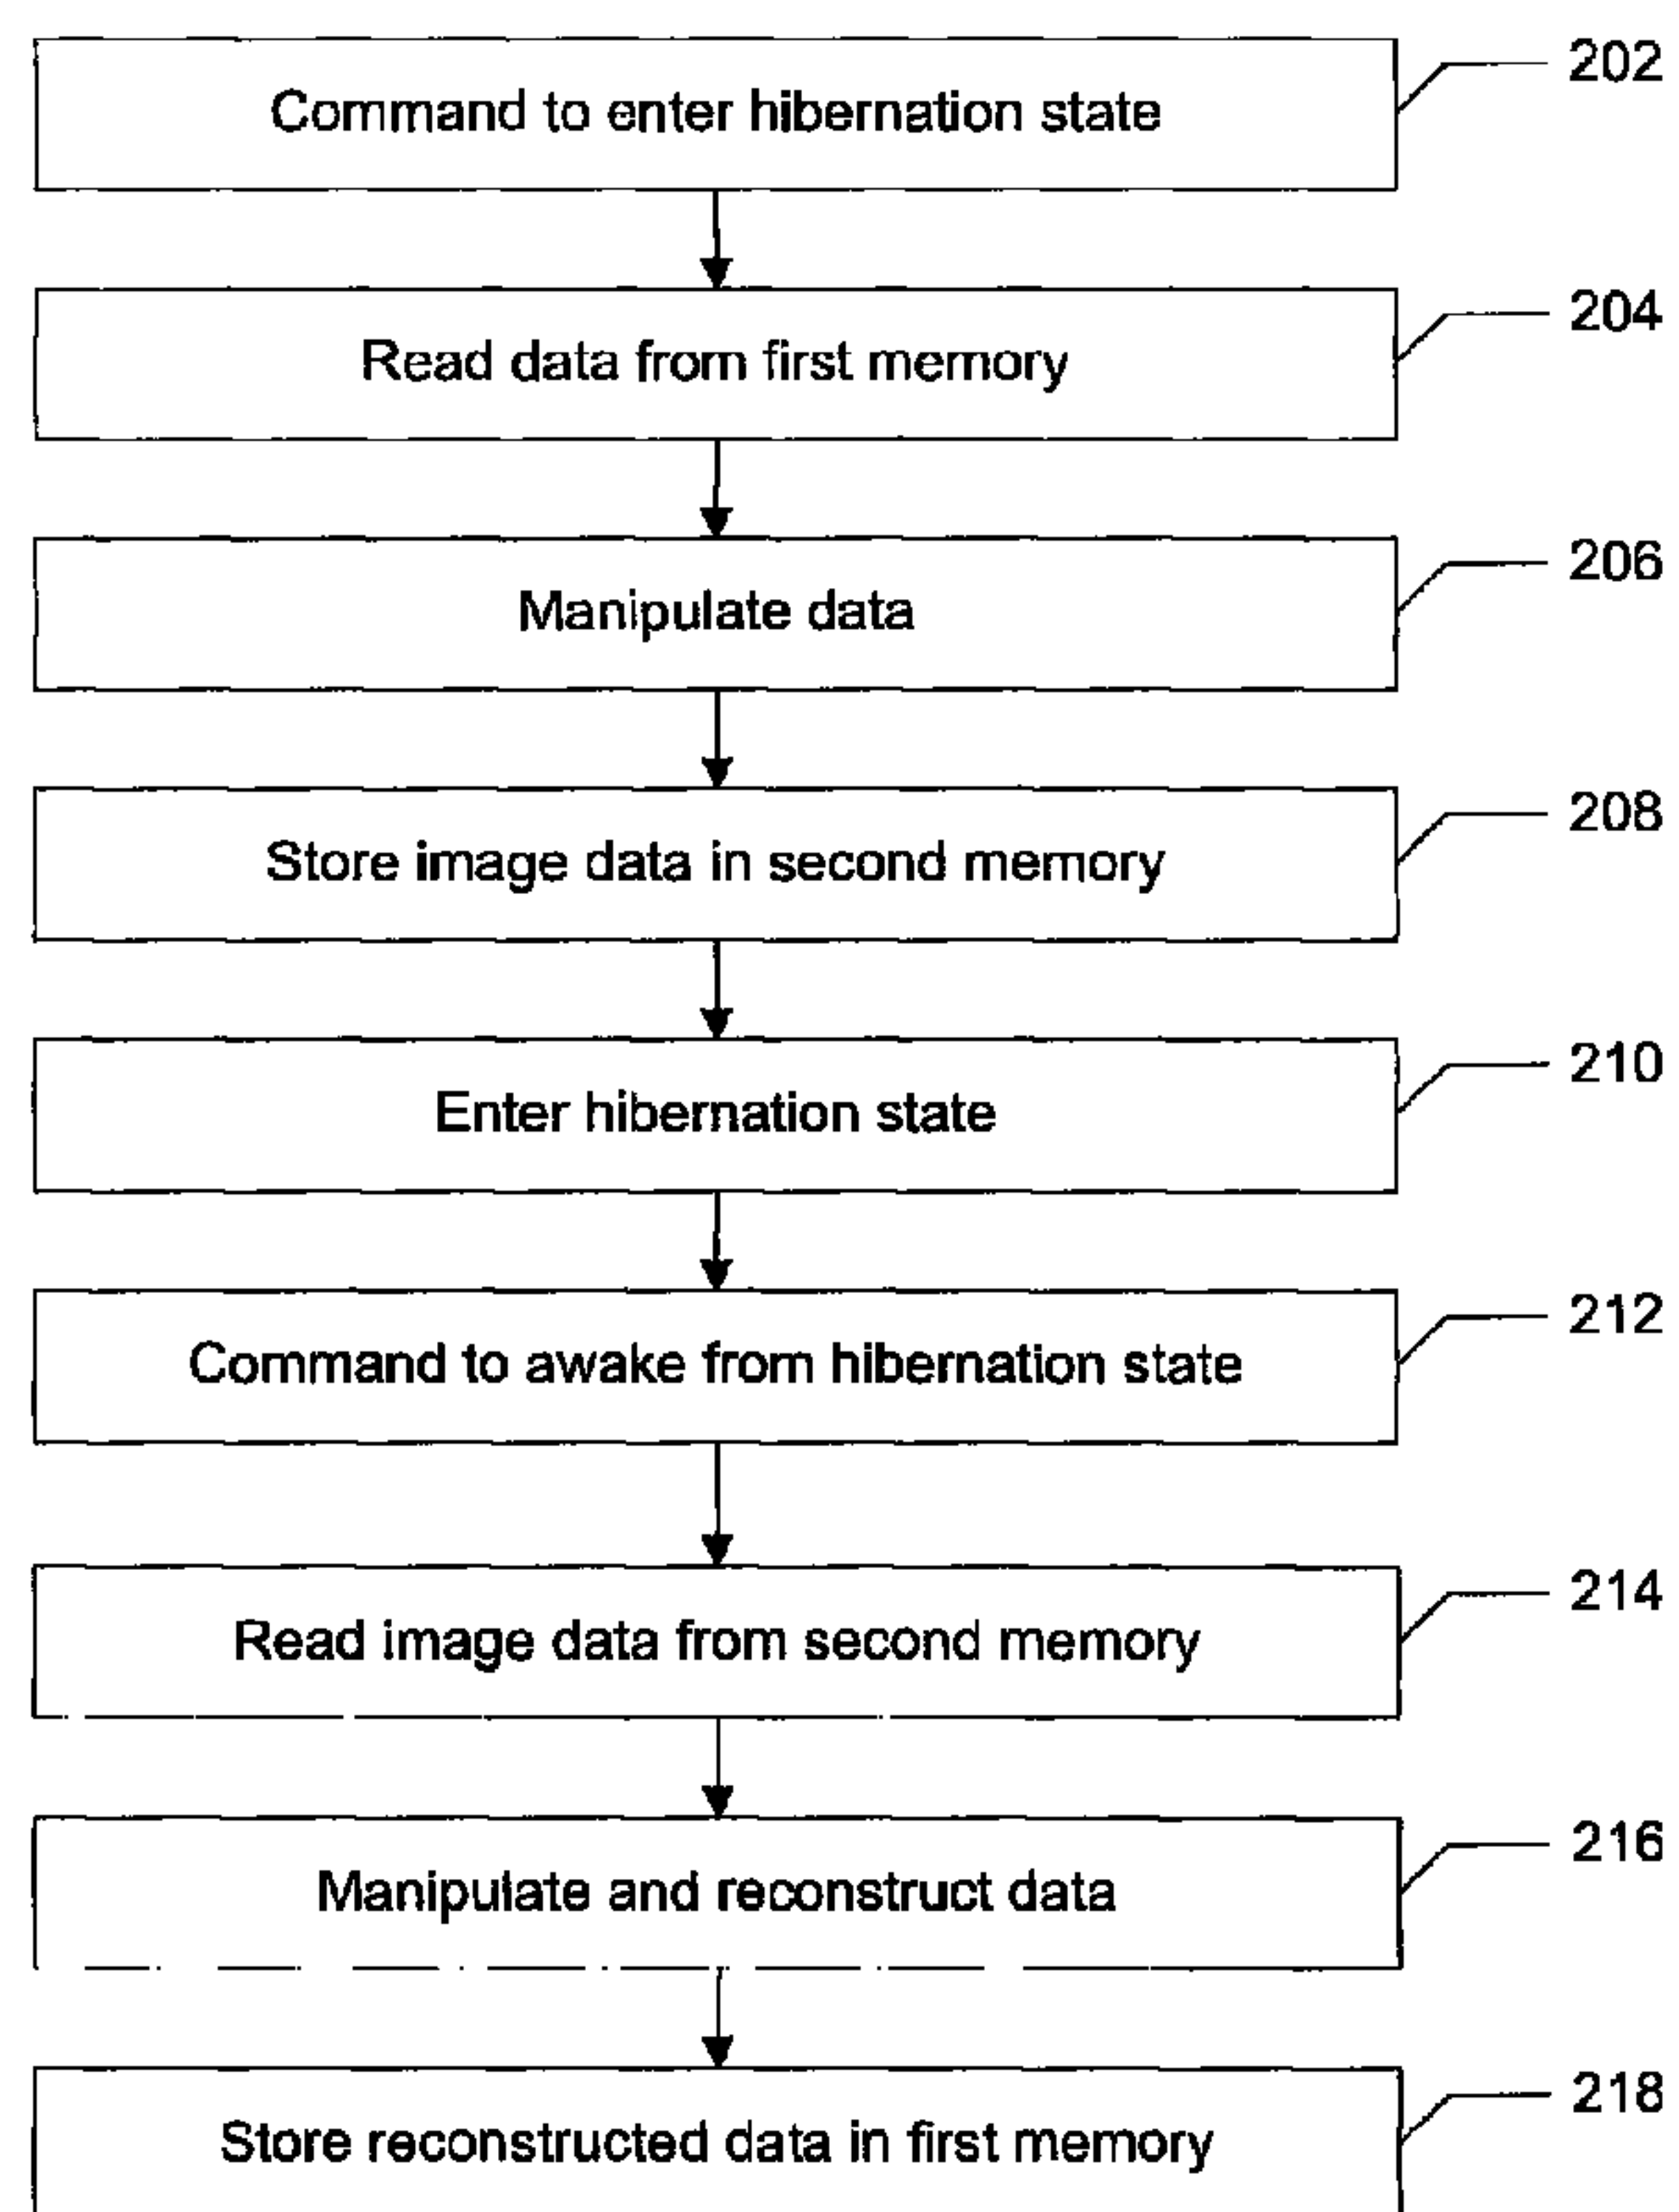 Command to enter hibernation state 202
Read data from first memory 204
Manipulate data 206
Store image data in second memory 208
Enter hibernation state 210
Command to awake from hibernation state 212
Read image data from second memory 214
Manipulate and reconstruct data 216
Store reconstructed data in first memory 218